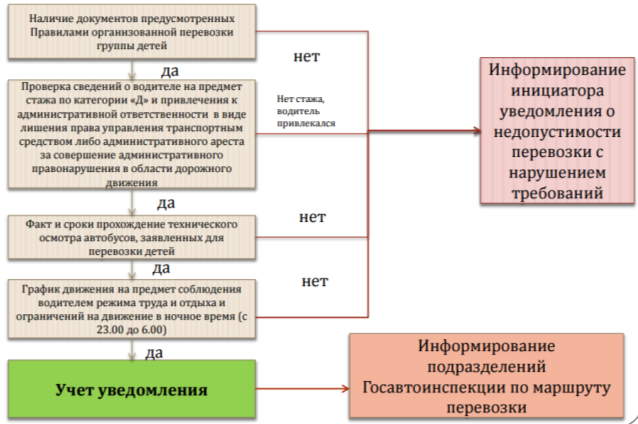 Наличие документов предусмотренных
Правилами организованной перевозки
группы детей
нет
да
Проверка сведений о водителе на предмет
стажа по категории «Д» и привлечения к
административной ответственности в виде
лишения права управления транспортным
средством либо административного ареста
за совершение административного
правонарушения в области дорожного
движения
Нет стажа,
водитель
привлекался
Информирование
инициатора
уведомления о
недопустимости
перевозки с
нарушением
требований
да
Факт и сроки прохождение технического
осмотра автобусов, заявленных для
перевозки детей
нет
да
График движения на предмет соблюдения
водителем режима труда и отдыха и
ограничений на движение в ночное время (с
23.00 до 6.00)
нет
да
Учет уведомления
Информирование
подразделений
Госавтоинспекции по маршруту
перевозки